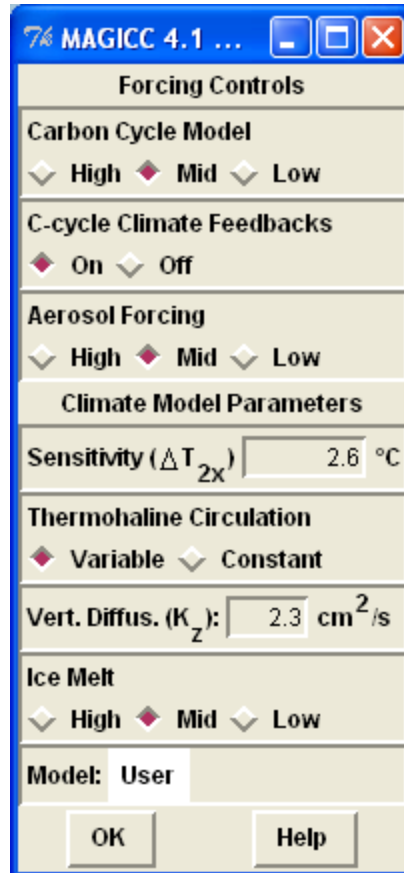 MAGICC 4.1 ...
Forcing Controls
Carbon Cycle Model
High Mid Low
C-cycle Climate Feedbacks
On Off
Aerosol Forcing
High Mid Low
Climate Model Parameters
Sensitivity (ΔT2x) 2.6 °C
Thermohaline Circulation
Variable Constant
Vert. Diffus. (Kz): 2.3 cm²/s
Ice Melt
High Mid Low
Model: User
OK Help